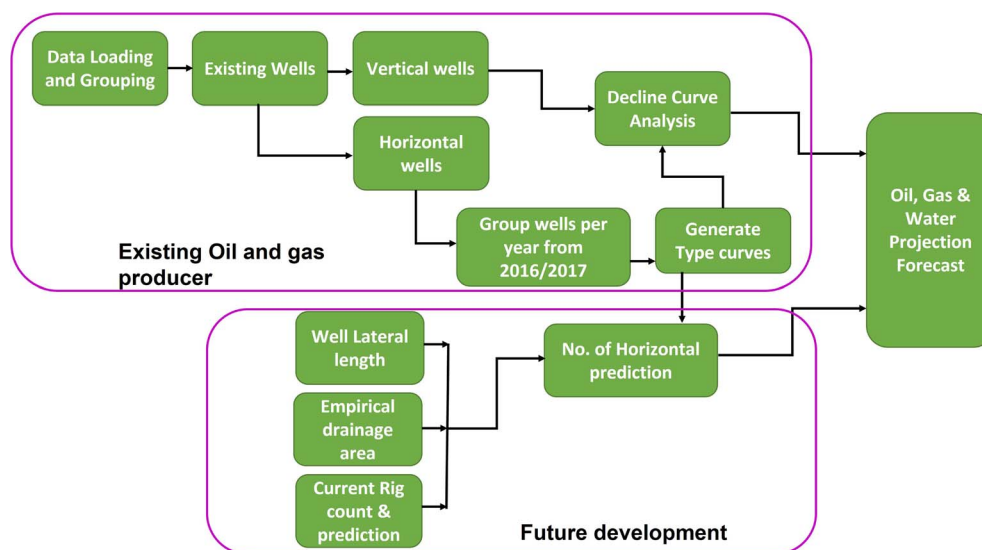 Data Loading
and Grouping
Existing Wells
Vertical wells
Decline Curve
Analysis
Horizontal
wells
Oil, Gas &
Water
Projection
Forecast
Group wells per
year from
2016/2017
Generate
Type curves
Existing Oil and gas
producer
Well Lateral
length
No. of Horizontal
prediction
Empirical
drainage
area
Current Rig
count &
prediction
Future development